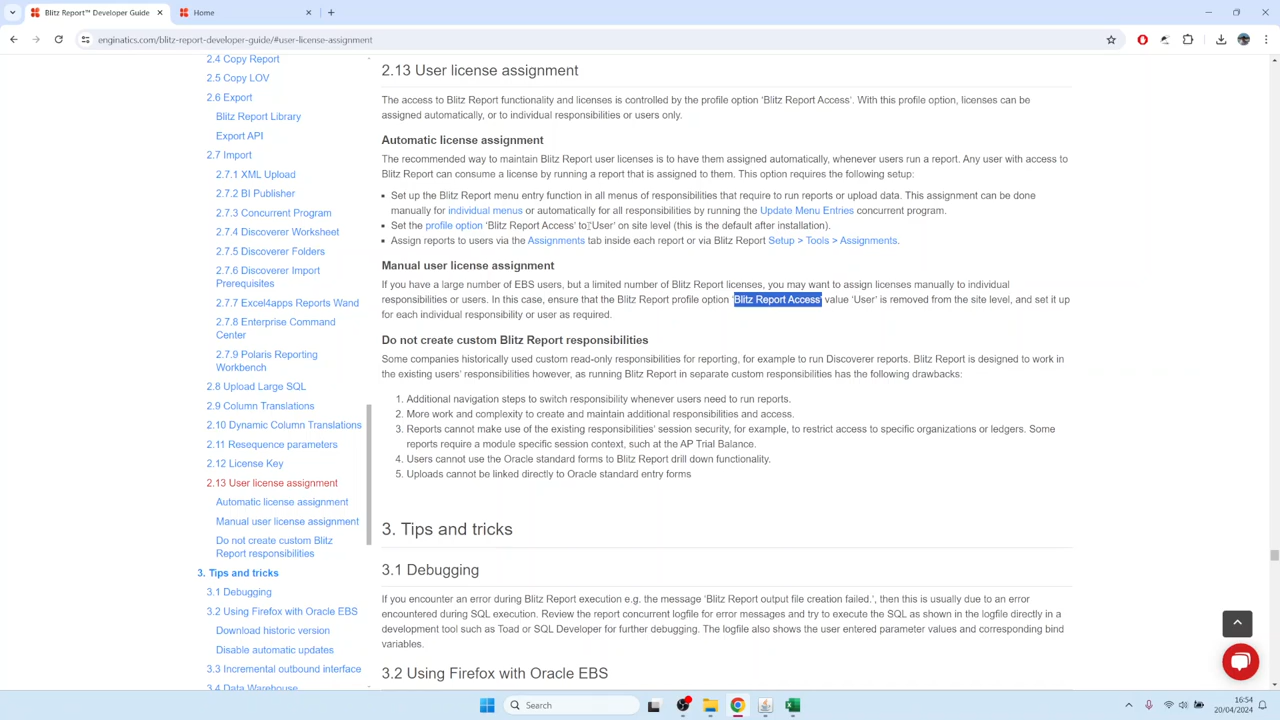 Blitz Report™ Developer Guide
Home
enginatics.com/blitz-report-developer-guide/#user-license-assignment
2.4 Copy Report
2.5 Copy LOV
2.6 Export
Blitz Report Library
Export API
2.7 Import
2.7.1 XML Upload
2.7.2 BI Publisher
2.7.3 Concurrent Program
2.7.4 Discoverer Worksheet
2.7.5 Discoverer Folders
2.7.6 Discoverer Import
Prerequisites
2.7.7 Excel4apps Reports Wand
2.7.8 Enterprise Command
Center
2.7.9 Polaris Reporting
Workbench
2.8 Upload Large SQL
2.9 Column Translations
2.10 Dynamic Column Translations
2.11 Resequence parameters
2.12 License Key
2.13 User license assignment
Automatic license assignment
Manual user license assignment
Do not create custom Blitz
Report responsibilities
3. Tips and tricks
3.1 Debugging
3.2 Using Firefox with Oracle EBS
Download historic version
Disable automatic updates
3.3 Incremental outbound interface
3.4 Data Warehouse
2.13 User license assignment
The access to Blitz Report functionality and licenses is controlled by the profile option 'Blitz Report Access'. With this profile option, licenses can be
assigned automatically, or to individual responsibilities or users only.
Automatic license assignment
The recommended way to maintain Blitz Report user licenses is to have them assigned automatically, whenever users run a report. Any user with access to
Blitz Report can consume a license by running a report that is assigned to them. This option requires the following setup:
• Set up the Blitz Report menu entry function in all menus of responsibilities that require to run reports or upload data. This assignment can be done
manually for individual menus or automatically for all responsibilities by running the Update Menu Entries concurrent program.
• Set the profile option 'Blitz Report Access' to 'User' on site level (this is the default after installation).
• Assign reports to users via the Assignments tab inside each report or via Blitz Report Setup > Tools > Assignments.
Manual user license assignment
If you have a large number of EBS users, but a limited number of Blitz Report licenses, you may want to assign licenses manually to individual
responsibilities or users. In this case, ensure that the Blitz Report profile option 'Blitz Report Access' value 'User' is removed from the site level, and set it up
for each individual responsibility or user as required.
Do not create custom Blitz Report responsibilities
Some companies historically used custom read-only responsibilities for reporting, for example to run Discoverer reports. Blitz Report is designed to work in
the existing users' responsibilities however, as running Blitz Report in separate custom responsibilities has the following drawbacks:
1. Additional navigation steps to switch responsibility whenever users need to run reports.
2. More work and complexity to create and maintain additional responsibilities and access.
3. Reports cannot make use of the existing responsibilities' session security, for example, to restrict access to specific organizations or ledgers. Some
reports require a module specific session context, such at the AP Trial Balance.
4. Users cannot use the Oracle standard forms to Blitz Report drill down functionality.
5. Uploads cannot be linked directly to Oracle standard entry forms
3. Tips and tricks
3.1 Debugging
If you encounter an error during Blitz Report execution e.g. the message 'Blitz Report output file creation failed.', then this is usually due to an error
encountered during SQL execution. Review the report concurrent logfile for error messages and try to execute the SQL as shown in the logfile directly in a
development tool such as Toad or SQL Developer for further debugging. The logfile also shows the user entered parameter values and corresponding bind
variables.
3.2 Using Firefox with Oracle EBS
Search
16:54
20/04/2024